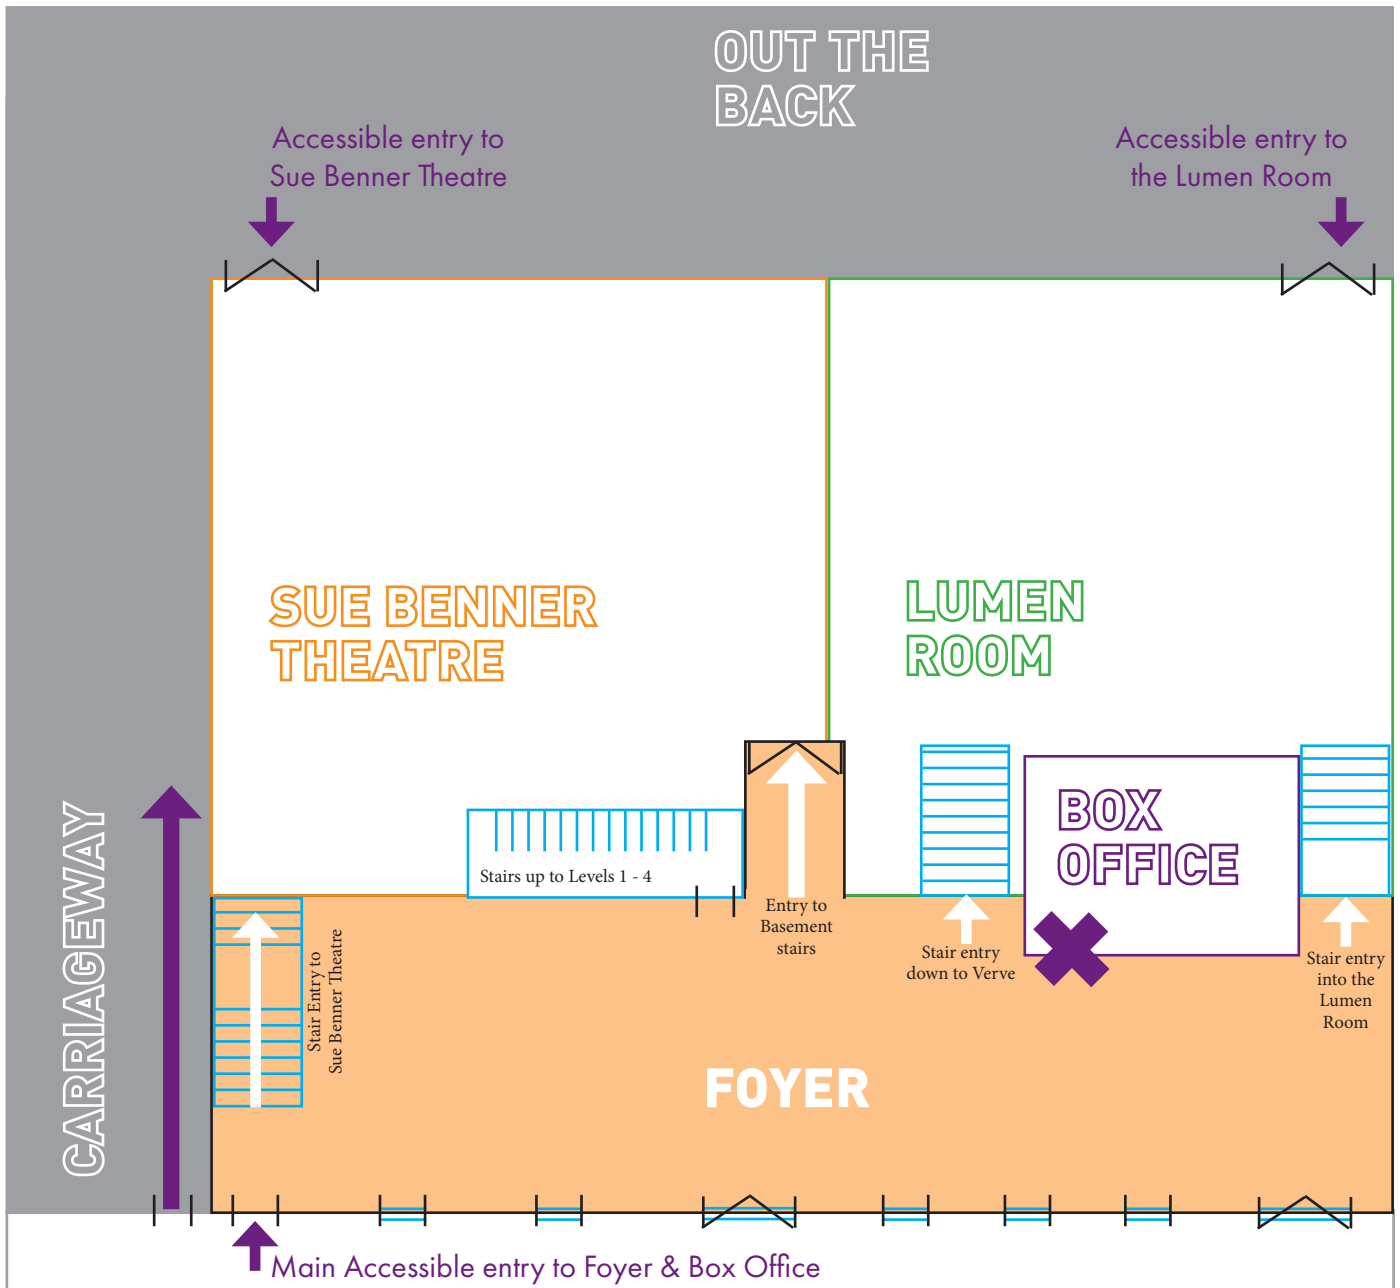 OUT THE
BACK
Accessible entry to
Sue Benner Theatre
Accessible entry to
the Lumen Room
SUE BENNER
THEATRE
LUMEN
ROOM
BOX
OFFICE
Stairs up to Levels 1 - 4
Entry to
Basement
stairs
Stair entry
down to Verve
Stair entry
into the
Lumen
Room
Stair Entry to
Sue Benner Theatre
CARRIAGEWAY
FOYER
Main Accessible entry to Foyer & Box Office